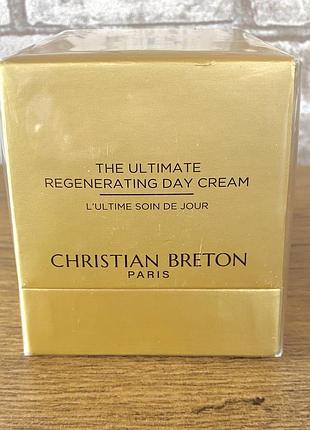 THE ULTIMATE
REGENERATING DAY CREAM
L'ULTIME SOIN DE JOUR
CHRISTIAN BRETON
PARIS